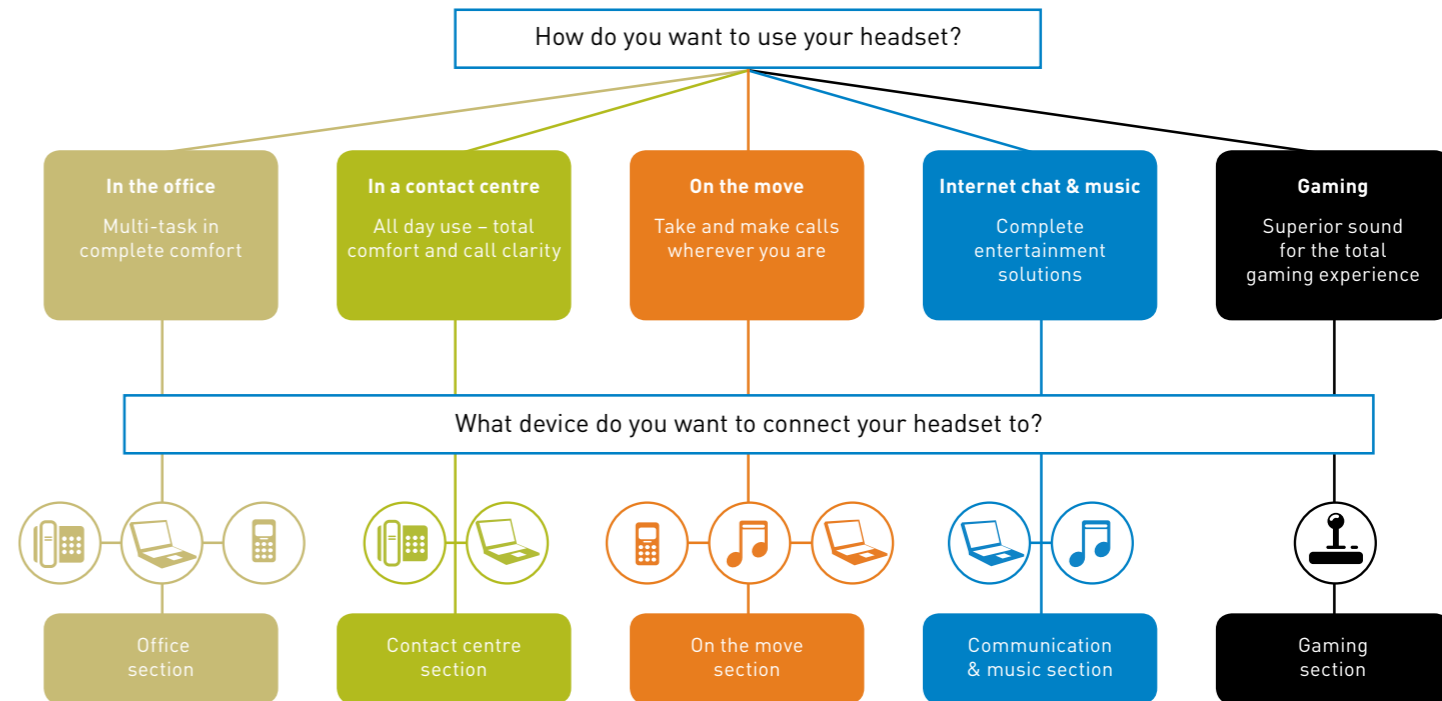 How do you want to use your headset?
In the office
Multi-task in
complete comfort
In a contact centre
All day use – total
comfort and call clarity
On the move
Take and make calls
wherever you are
Internet chat & music
Complete
entertainment
solutions
Gaming
Superior sound
for the total
gaming experience
What device do you want to connect your headset to?
Office
section
Contact centre
section
On the move
section
Communication
& music section
Gaming
section